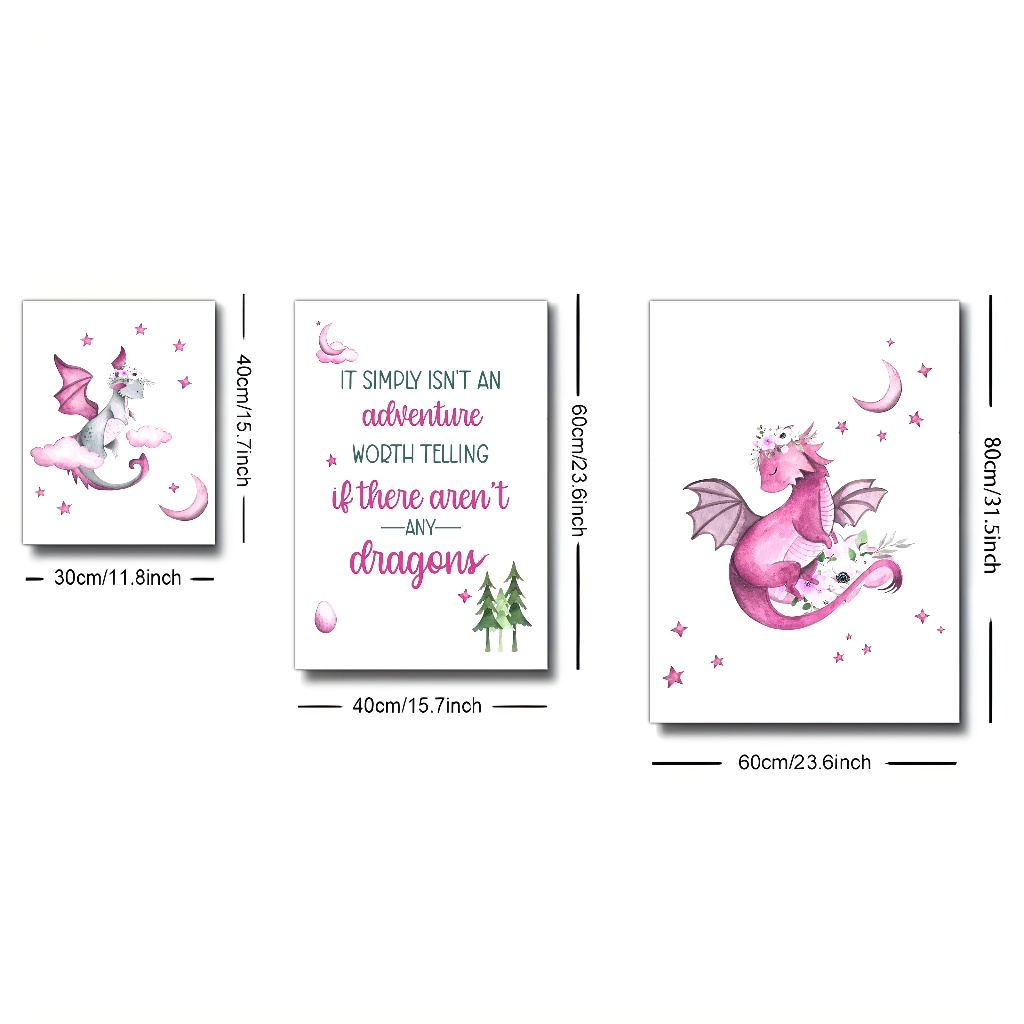 40cm/15.7inch
30cm/11.8inch
IT SIMPLY ISN'T AN
adventure
WORTH TELLING
if there aren't
ANY
dragons
60cm/23.6inch
40cm/15.7inch
80cm/31.5inch
60cm/23.6inch